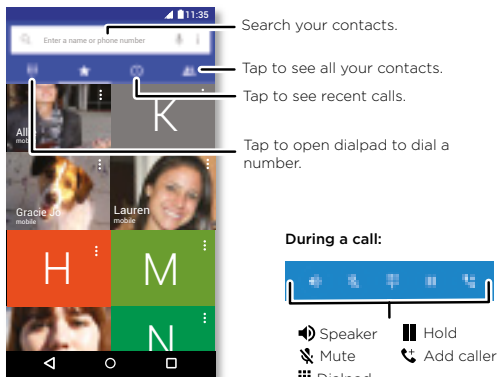 11:35
Enter a name or phone number
Search your contacts.
Tap to see all your contacts.
Tap to see recent calls.
Tap to open dialpad to dial a
number.
K
mobile
Gracie Jo
mobile
Lauren
mobile
H
M
N
During a call:
Speaker
Hold
Mute
Add caller
Dialpad